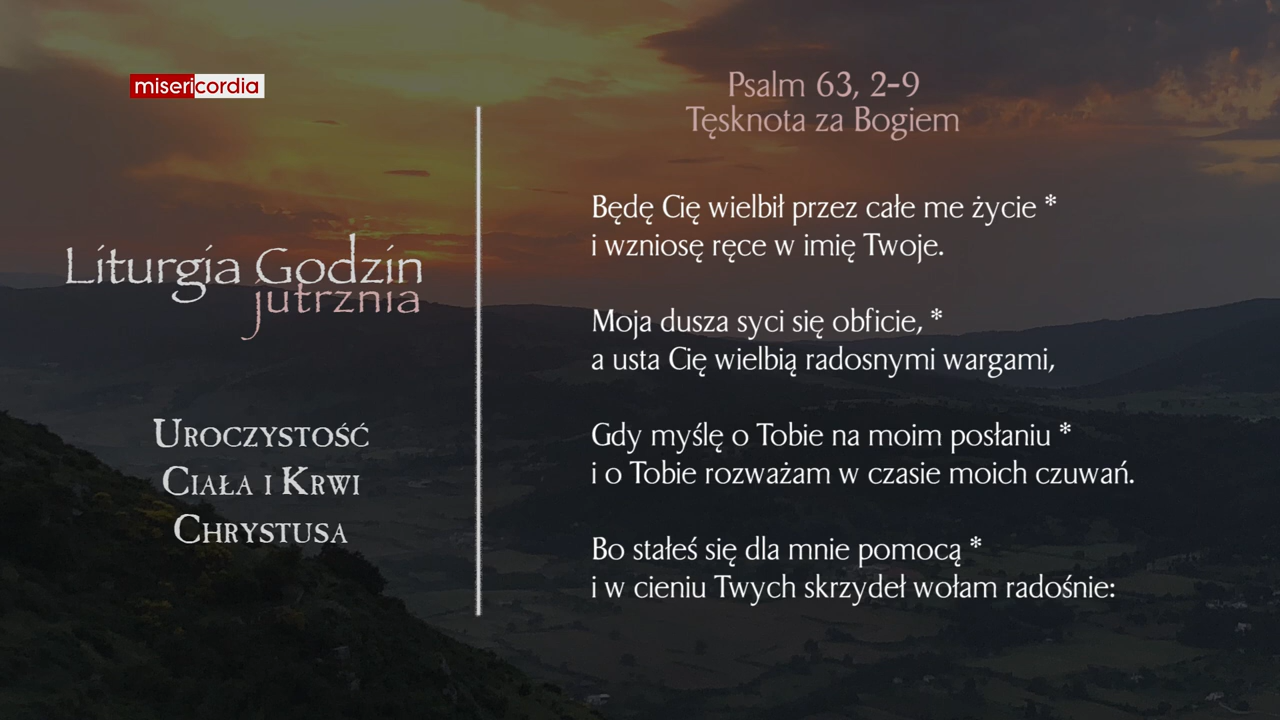 misericordia
Liturgia Godzin
jutrznia
Uroczystość
Ciała i Krwi
Chrystusa
Psalm 63, 2-9
Tęsknota za Bogiem
Będę Cię wielbił przez całe me życie *
i wzniosę ręce w imię Twoje.
Moja dusza syci się obficie, *
a usta Cię wielbią radosnymi wargami,
Gdy myślę o Tobie na moim posłaniu *
i o Tobie rozważam w czasie moich czuwań.
Bo stałeś się dla mnie pomocą *
i w cieniu Twych skrzydeł wołam radośnie: